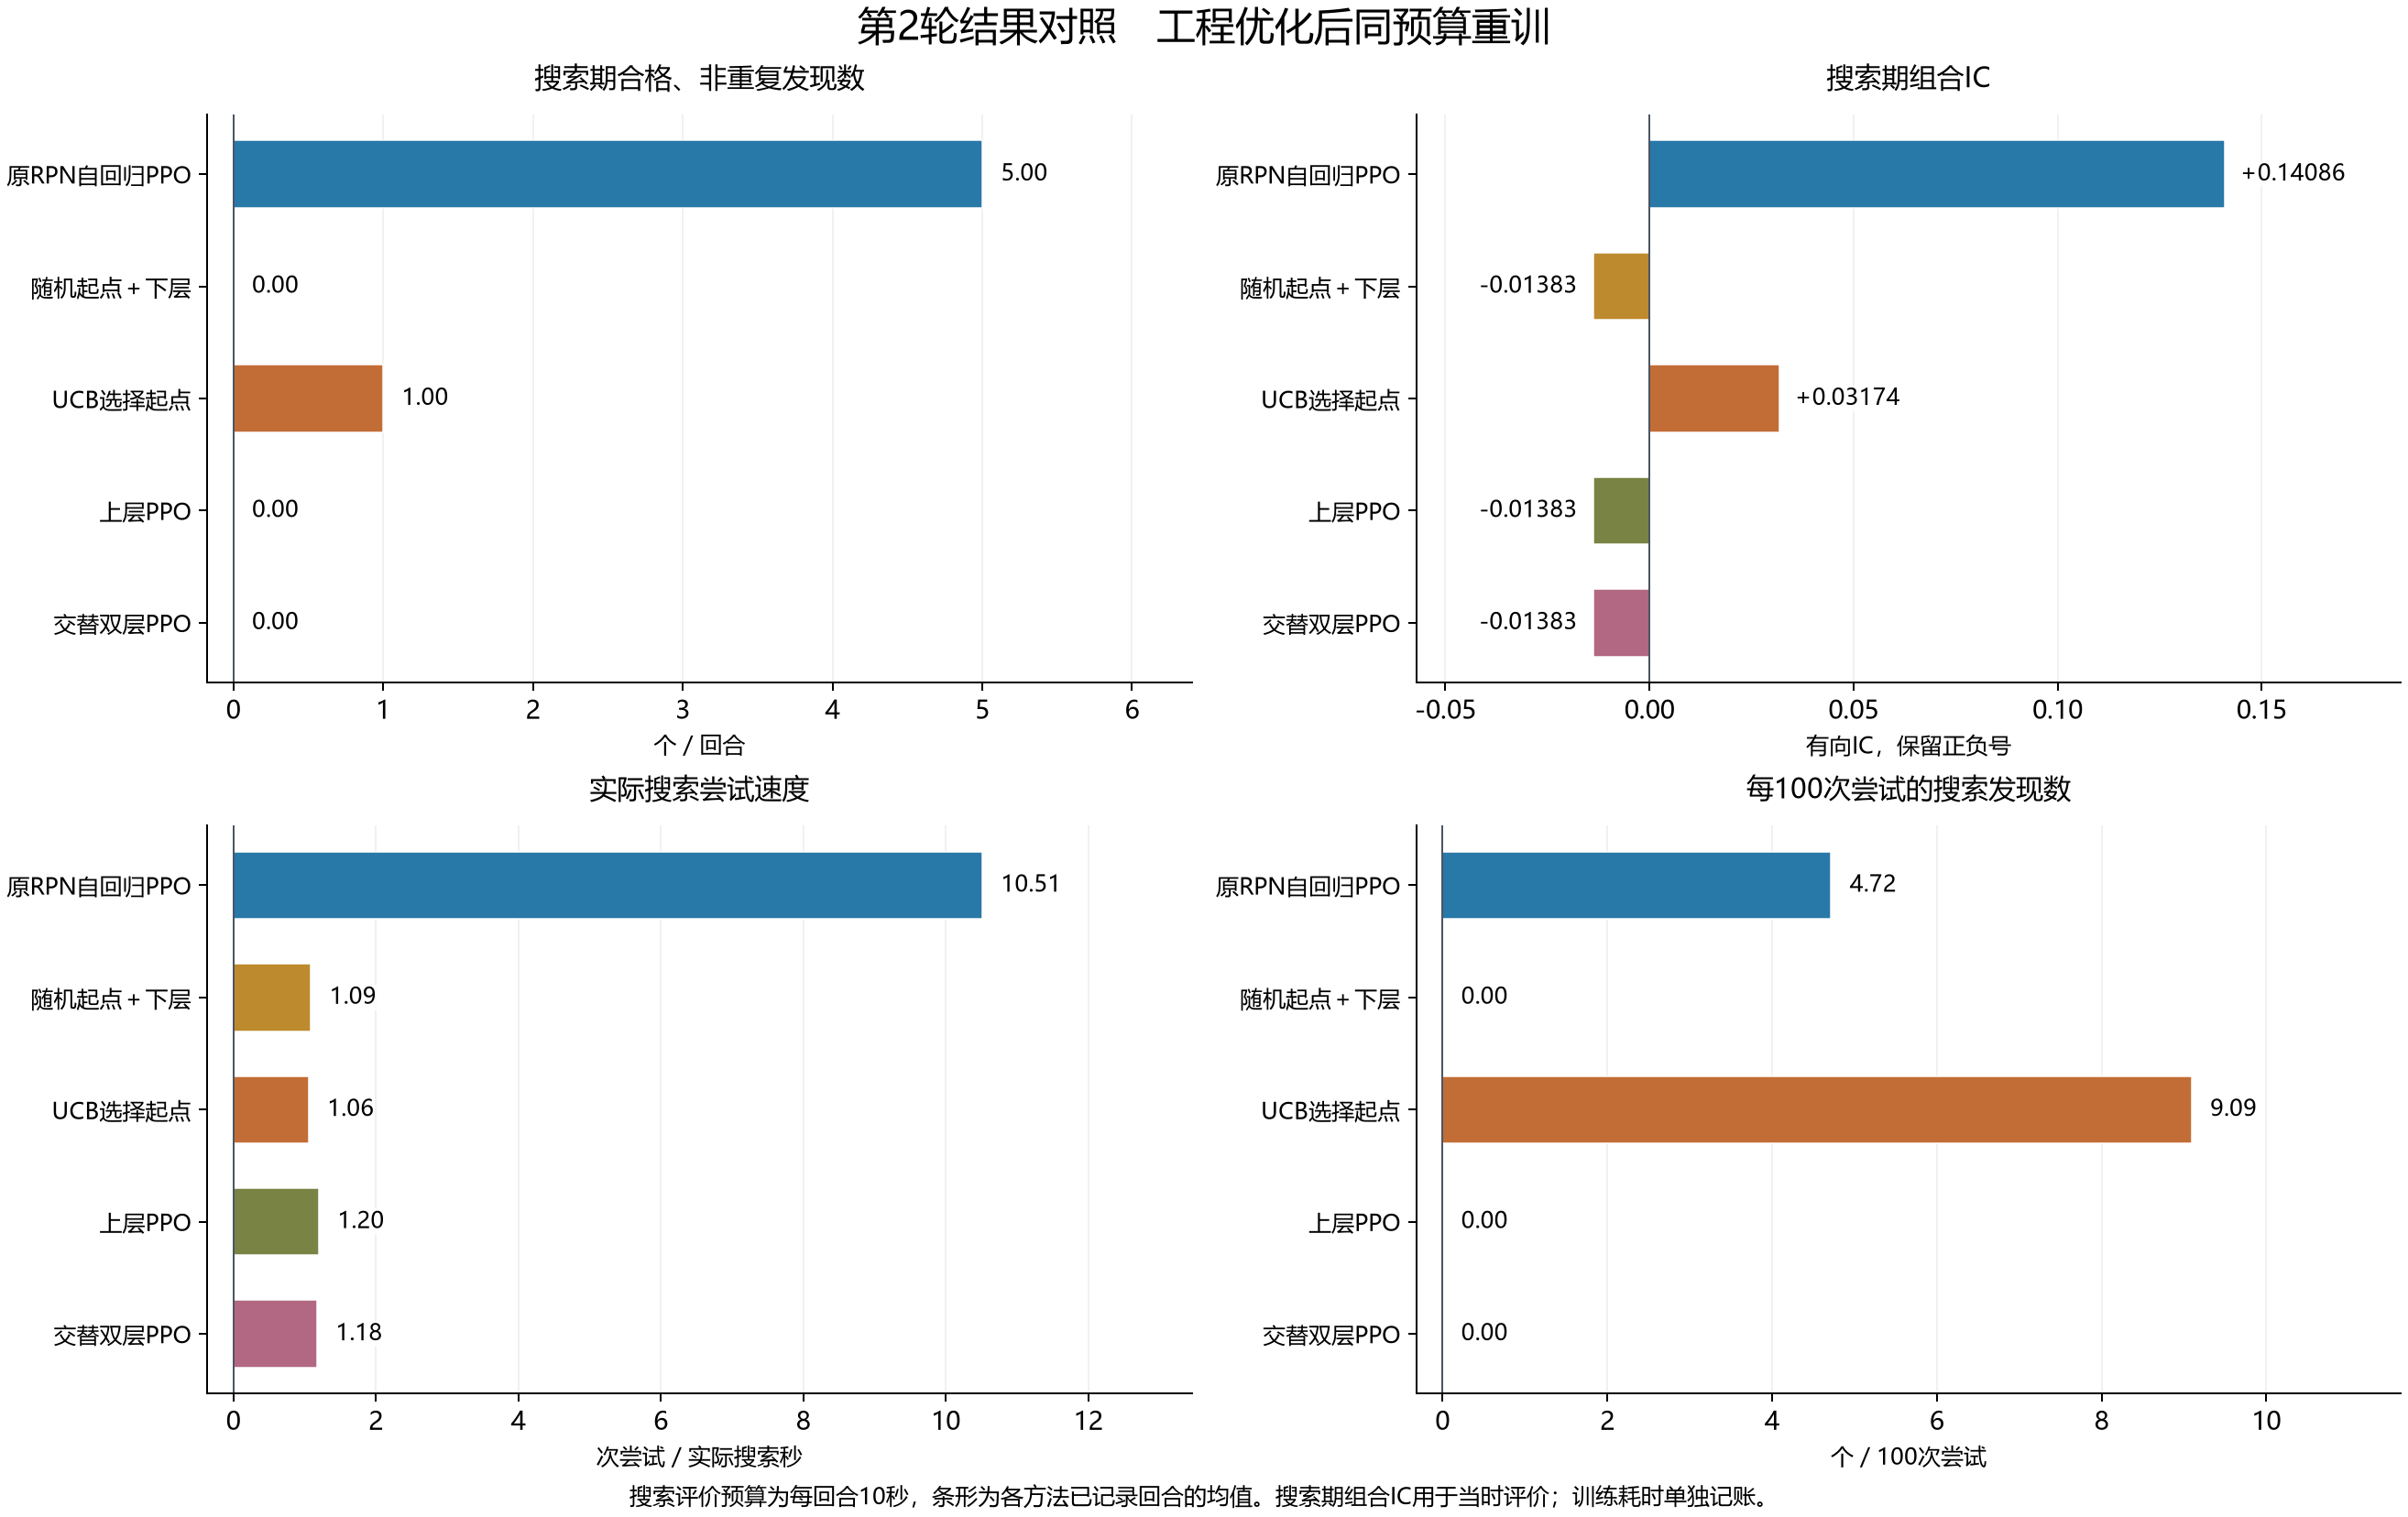 第2轮结果对照　工程优化后同预算重训
搜索期合格、非重复发现数
原RPN自回归PPO
5.00
随机起点＋下层
0.00
UCB选择起点
1.00
上层PPO
0.00
交替双层PPO
0.00
0 1 2 3 4 5 6
个 / 回合
搜索期组合IC
原RPN自回归PPO
+0.14086
随机起点＋下层
-0.01383
UCB选择起点
+0.03174
上层PPO
-0.01383
交替双层PPO
-0.01383
-0.05 0.00 0.05 0.10 0.15
有向IC，保留正负号
实际搜索尝试速度
原RPN自回归PPO
10.51
随机起点＋下层
1.09
UCB选择起点
1.06
上层PPO
1.20
交替双层PPO
1.18
0 2 4 6 8 10 12
次尝试 / 实际搜索秒
每100次尝试的搜索发现数
原RPN自回归PPO
4.72
随机起点＋下层
0.00
UCB选择起点
9.09
上层PPO
0.00
交替双层PPO
0.00
0 2 4 6 8 10
个 / 100次尝试
搜索评价预算为每回合10秒，条形为各方法已记录回合的均值。搜索期组合IC用于当时评价；训练耗时单独记账。